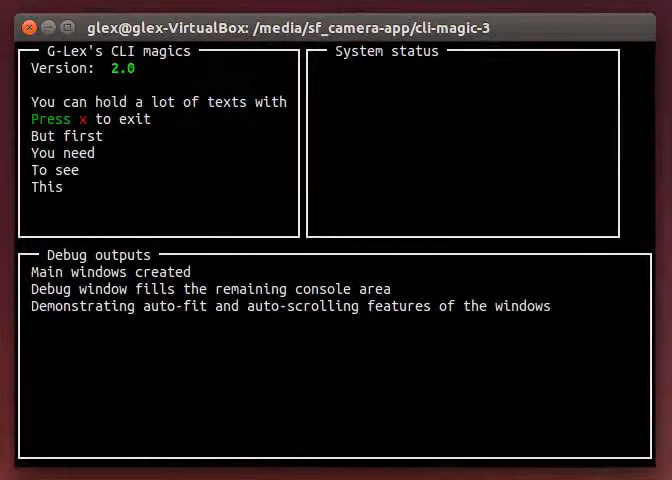 glex@glex-VirtualBox: /media/sf_camera-app/cli-magic-3
G-Lex's CLI magics
Version: 2.0
You can hold a lot of texts with
Press x to exit
But first
You need
To see
This
System status
Debug outputs
Main windows created
Debug window fills the remaining console area
Demonstrating auto-fit and auto-scrolling features of the windows